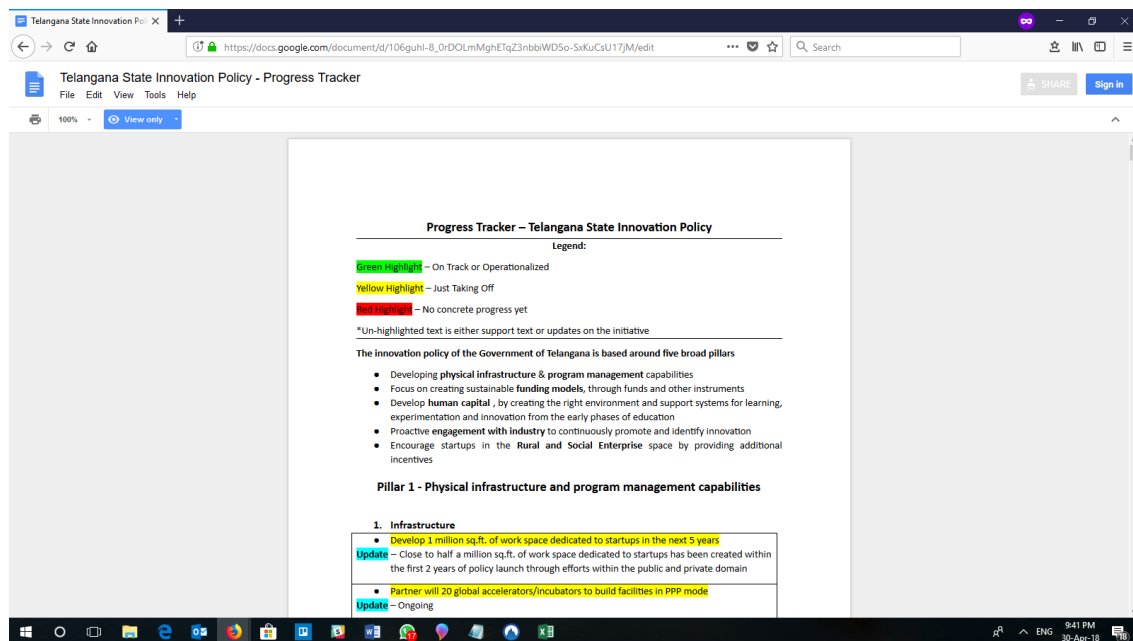 Telangana State Innovation Pol
https://docs.google.com/document/d/106guhI-8_0rDOLmMghETqZ3nbbiWDSo-SxKuCsU17jM/edit
Search
Telangana State Innovation Policy - Progress Tracker
File Edit View Tools Help
SHARE
Sign in
100%
View only
Progress Tracker – Telangana State Innovation Policy
Legend:
Green Highlight – On Track or Operationalized
Yellow Highlight – Just Taking Off
Red Highlight – No concrete progress yet
*Un-highlighted text is either support text or updates on the initiative
The innovation policy of the Government of Telangana is based around five broad pillars
● Developing physical infrastructure & program management capabilities
● Focus on creating sustainable funding models, through funds and other instruments
● Develop human capital , by creating the right environment and support systems for learning,
experimentation and innovation from the early phases of education
● Proactive engagement with industry to continuously promote and identify innovation
● Encourage startups in the Rural and Social Enterprise space by providing additional
incentives
Pillar 1 - Physical infrastructure and program management capabilities
1. Infrastructure
● Develop 1 million sq.ft. of work space dedicated to startups in the next 5 years
Update – Close to half a million sq.ft. of work space dedicated to startups has been created within
the first 2 years of policy launch through efforts within the public and private domain
● Partner will 20 global accelerators/incubators to build facilities in PPP mode
Update – Ongoing
17
ENG
9:41 PM
30-Apr-18
18